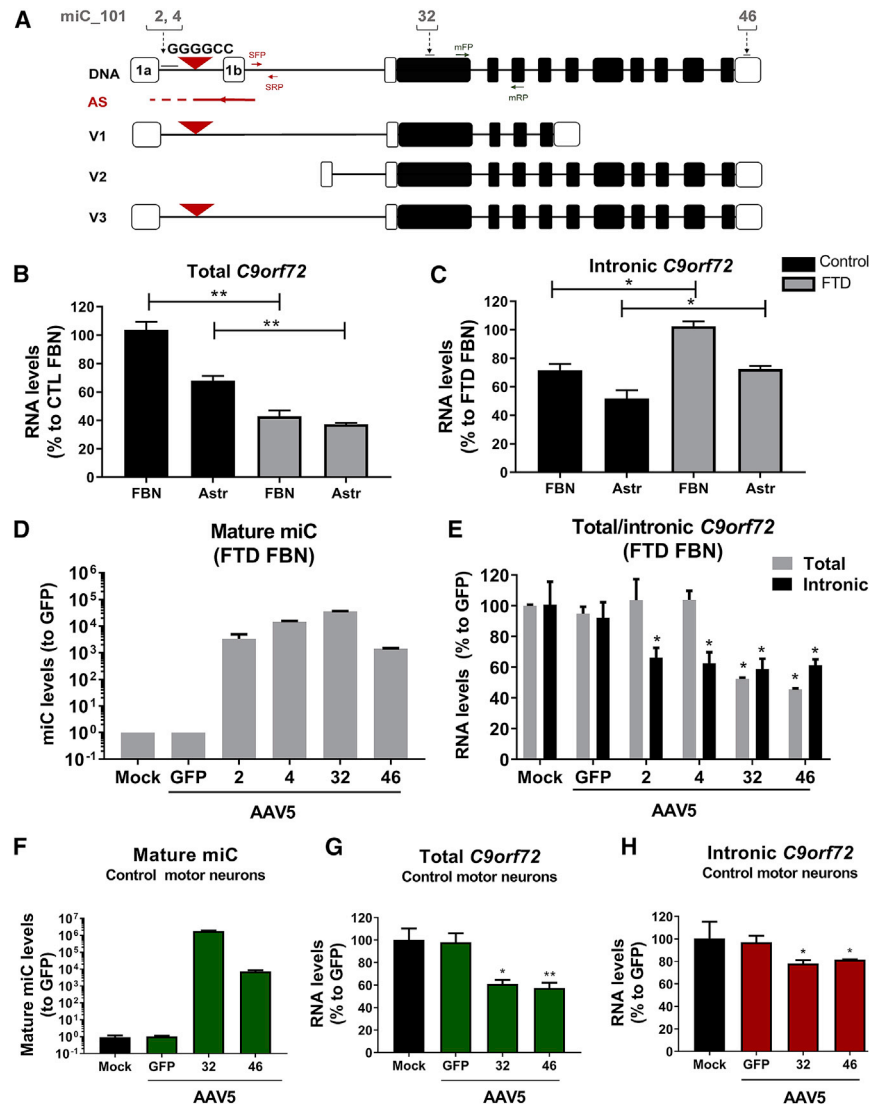 A
miC_101
2, 4
32
46
GGGGCC
SFP
mFP
DNA
1a
1b
SRP
mRP
AS
V1
V2
V3
B
Total C9orf72
RNA levels
(% to CTL FBN)
120
100
80
60
40
20
0
**
**
FBN
Astr
FBN
Astr
C
Intronic C9orf72
Control
FTD
RNA levels
(% to FTD FBN)
120
100
80
60
40
20
0
*
*
FBN
Astr
FBN
Astr
D
Mature miC
(FTD FBN)
miC levels (to GFP)
10^6
10^5
10^4
10^3
10^2
10^1
10^0
10^-1
Mock
GFP
2
4
32
46
AAV5
E
Total/intronic C9orf72
(FTD FBN)
Total
Intronic
RNA levels (% to GFP)
120
100
80
60
40
20
0
*
*
*
*
*
*
Mock
GFP
2
4
32
46
AAV5
F
Mature miC
Control motor neurons
Mature miC levels
(to GFP)
10^7
10^6
10^5
10^4
10^3
10^2
10^1
10^0
10^-1
Mock
GFP
32
46
AAV5
G
Total C9orf72
Control motor neurons
RNA levels
(% to GFP)
120
100
80
60
40
20
0
*
**
Mock
GFP
32
46
AAV5
H
Intronic C9orf72
Control motor neurons
RNA levels
(% to GFP)
120
100
80
60
40
20
0
*
*
Mock
GFP
32
46
AAV5